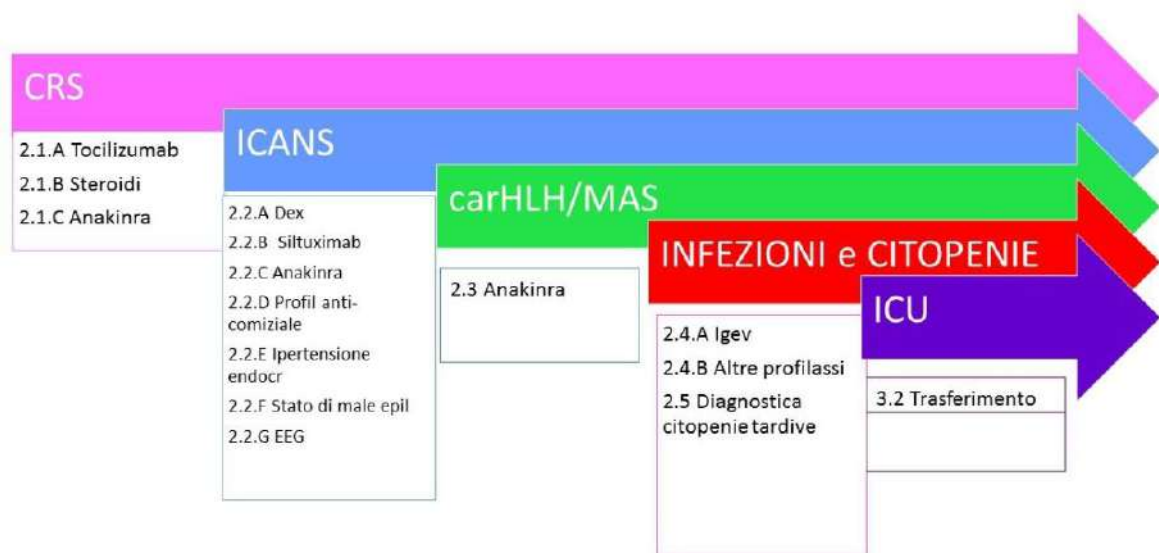 CRS
2.1.A Tocilizumab
2.1.B Steroidi
2.1.C Anakinra
ICANS
2.2.A Dex
2.2.B Siltuximab
2.2.C Anakinra
2.2.D Profil anti-
comiziale
2.2.E Ipertensione
endocr
2.2.F Stato di male epil
2.2.G EEG
carHLH/MAS
2.3 Anakinra
INFEZIONI e CITOPENIE
2.4.A Igev
2.4.B Altre profilassi
2.5 Diagnostica
citopenie tardive
ICU
3.2 Trasferimento